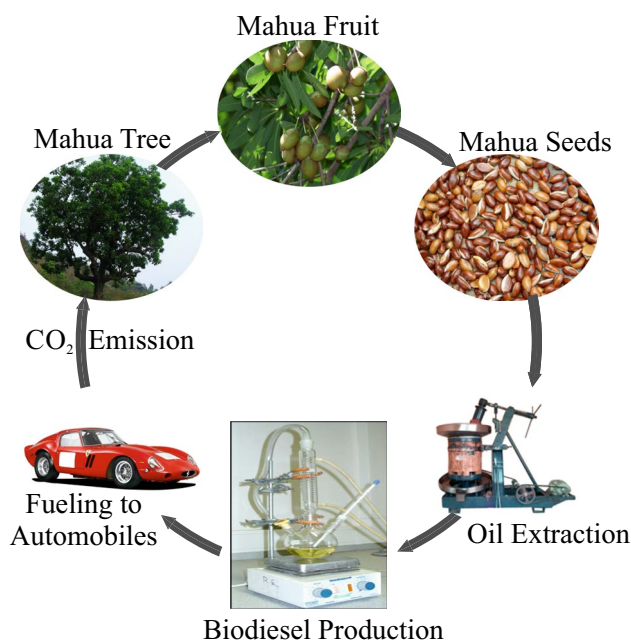 Mahua Fruit
Mahua Tree
Mahua Seeds
CO₂ Emission
Fueling to
Automobiles
Oil Extraction
Biodiesel Production